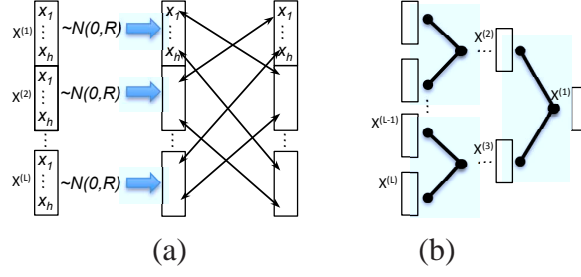 X(1) x1 ⋮ xh ~N(0,R) x1 ⋮ xh x1 ⋮ xh
X(2) x1 ⋮ xh ~N(0,R)
⋮ ⋮ ⋮
X(L) x1 ⋮ xh ~N(0,R)
(a)
X(2) ...
X(1)
⋮
X(L-1)
X(3) ...
X(L)
(b)